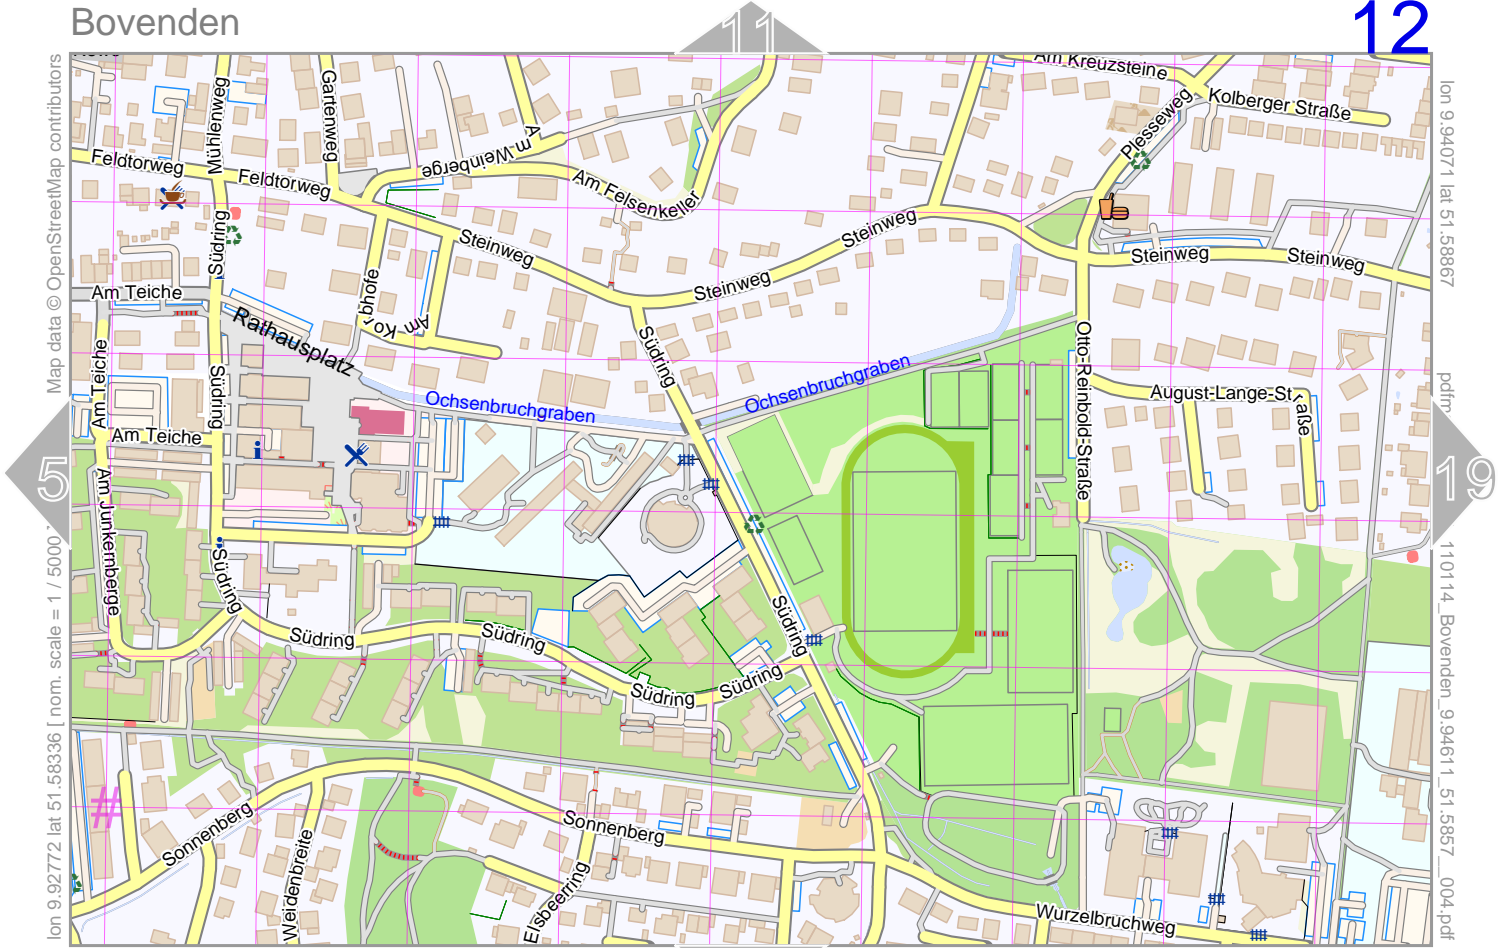 Bovenden
11
12
Map data © OpenStreetMap contributors
lon 9.94071 lat 51.58867
Am Kreuzsteine
Kolberger Straße
Plesseweg
Gartenweg
Mühlenweg
Feldtorweg
Feldtorweg
Am Weinberge
Am Felsenkeller
Steinweg
Steinweg
Steinweg
Steinweg
Steinweg
Südring
Am Teiche
Rathausplatz
Am Kobhofe
Südring
Südring
Am Teiche
Am Teiche
Ochsenbruchgraben
Ochsenbruchgraben
Otto-Reinbold-Straße
August-Lange-Straße
5
19
Am Junkernberge
Südring
Südring
Südring
Südring
Südring
Südring
Sonnenberg
Sonnenberg
Weidenbreite
Elsbeerring
Wurzelbruchweg
#
lon 9.92772 lat 51.58336 [ nom. scale = 1 / 5000
110114_Bovenden_9.94611_51.5857__004.pdf